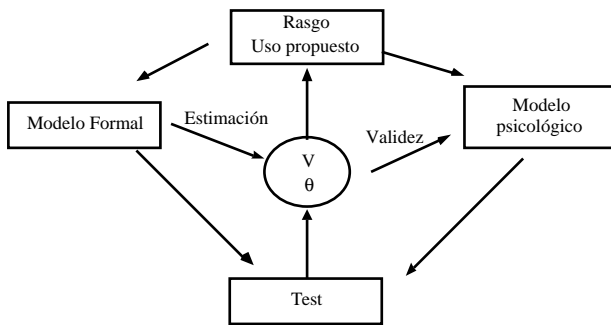 Rasgo
Uso propuesto
Modelo Formal
Estimación
Validez
Modelo
psicológico
V
θ
Test